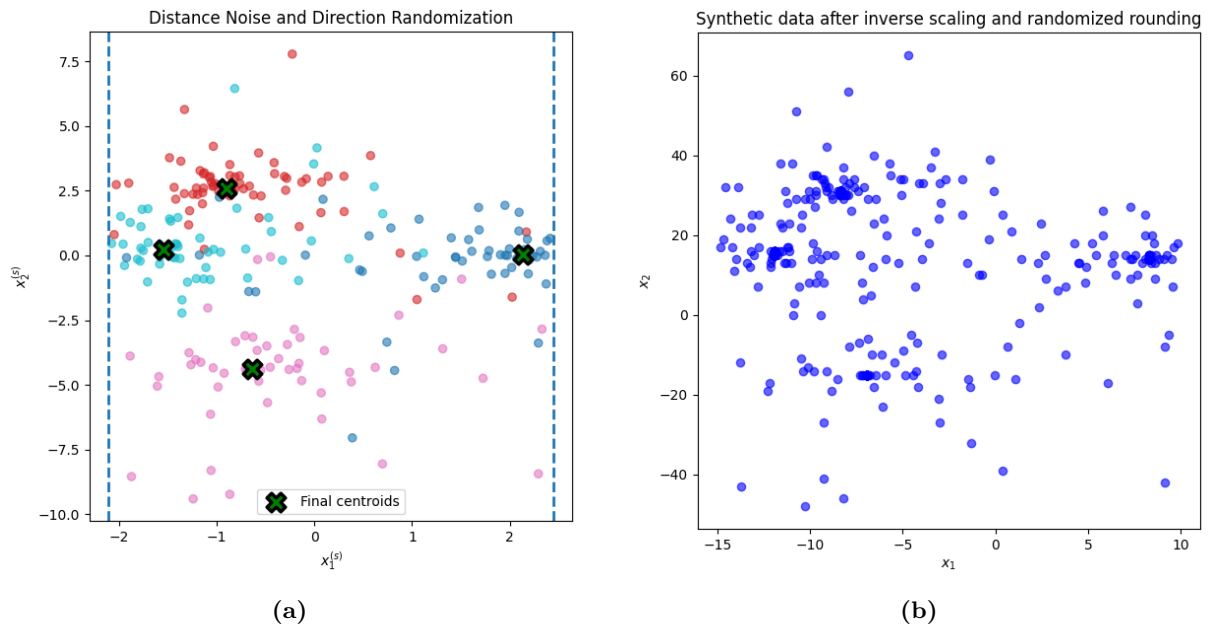 Distance Noise and Direction Randomization
7.5
5.0
2.5
0.0
−2.5
−5.0
−7.5
−10.0
x₂⁽ˢ⁾
−2
−1
0
1
2
x₁⁽ˢ⁾
Final centroids
(a)
Synthetic data after inverse scaling and randomized rounding
60
40
20
0
−20
−40
x₂
−15
−10
−5
0
5
10
x₁
(b)